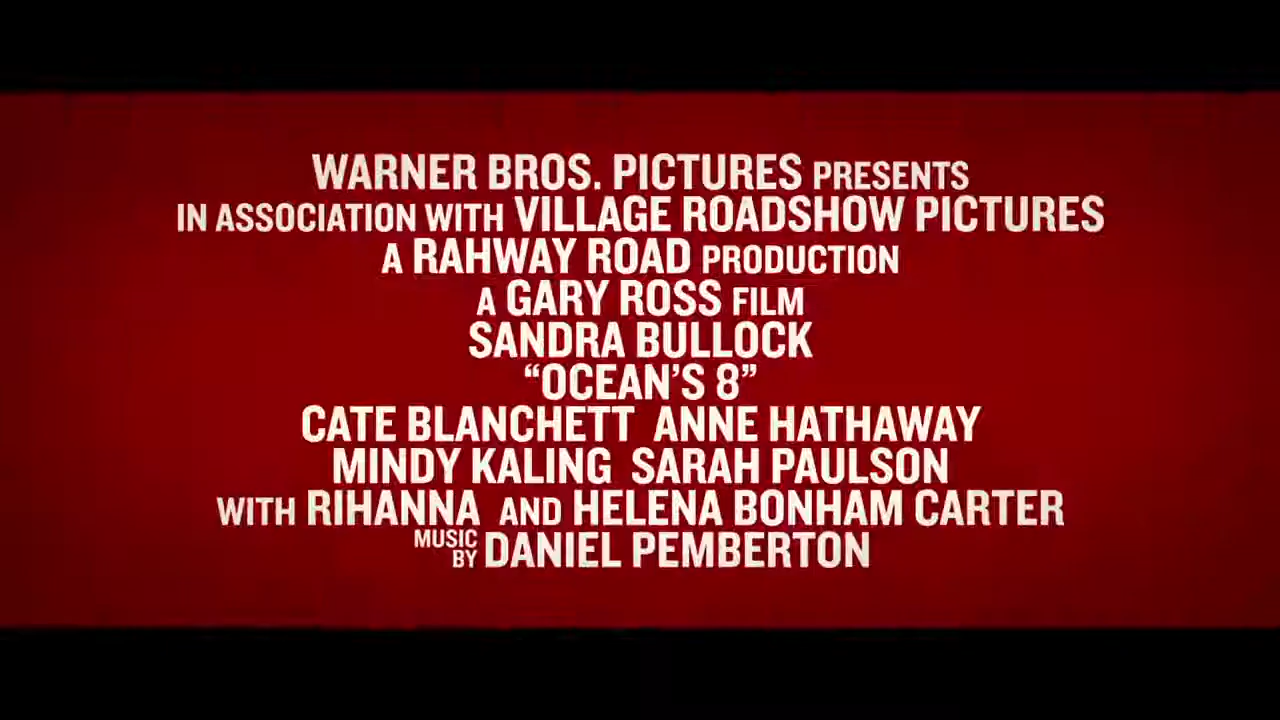 WARNER BROS. PICTURES PRESENTS
IN ASSOCIATION WITH VILLAGE ROADSHOW PICTURES
A RAHWAY ROAD PRODUCTION
A GARY ROSS FILM
SANDRA BULLOCK
“OCEAN’S 8”
CATE BLANCHETT ANNE HATHAWAY
MINDY KALING SARAH PAULSON
WITH RIHANNA AND HELENA BONHAM CARTER
MUSIC BY DANIEL PEMBERTON